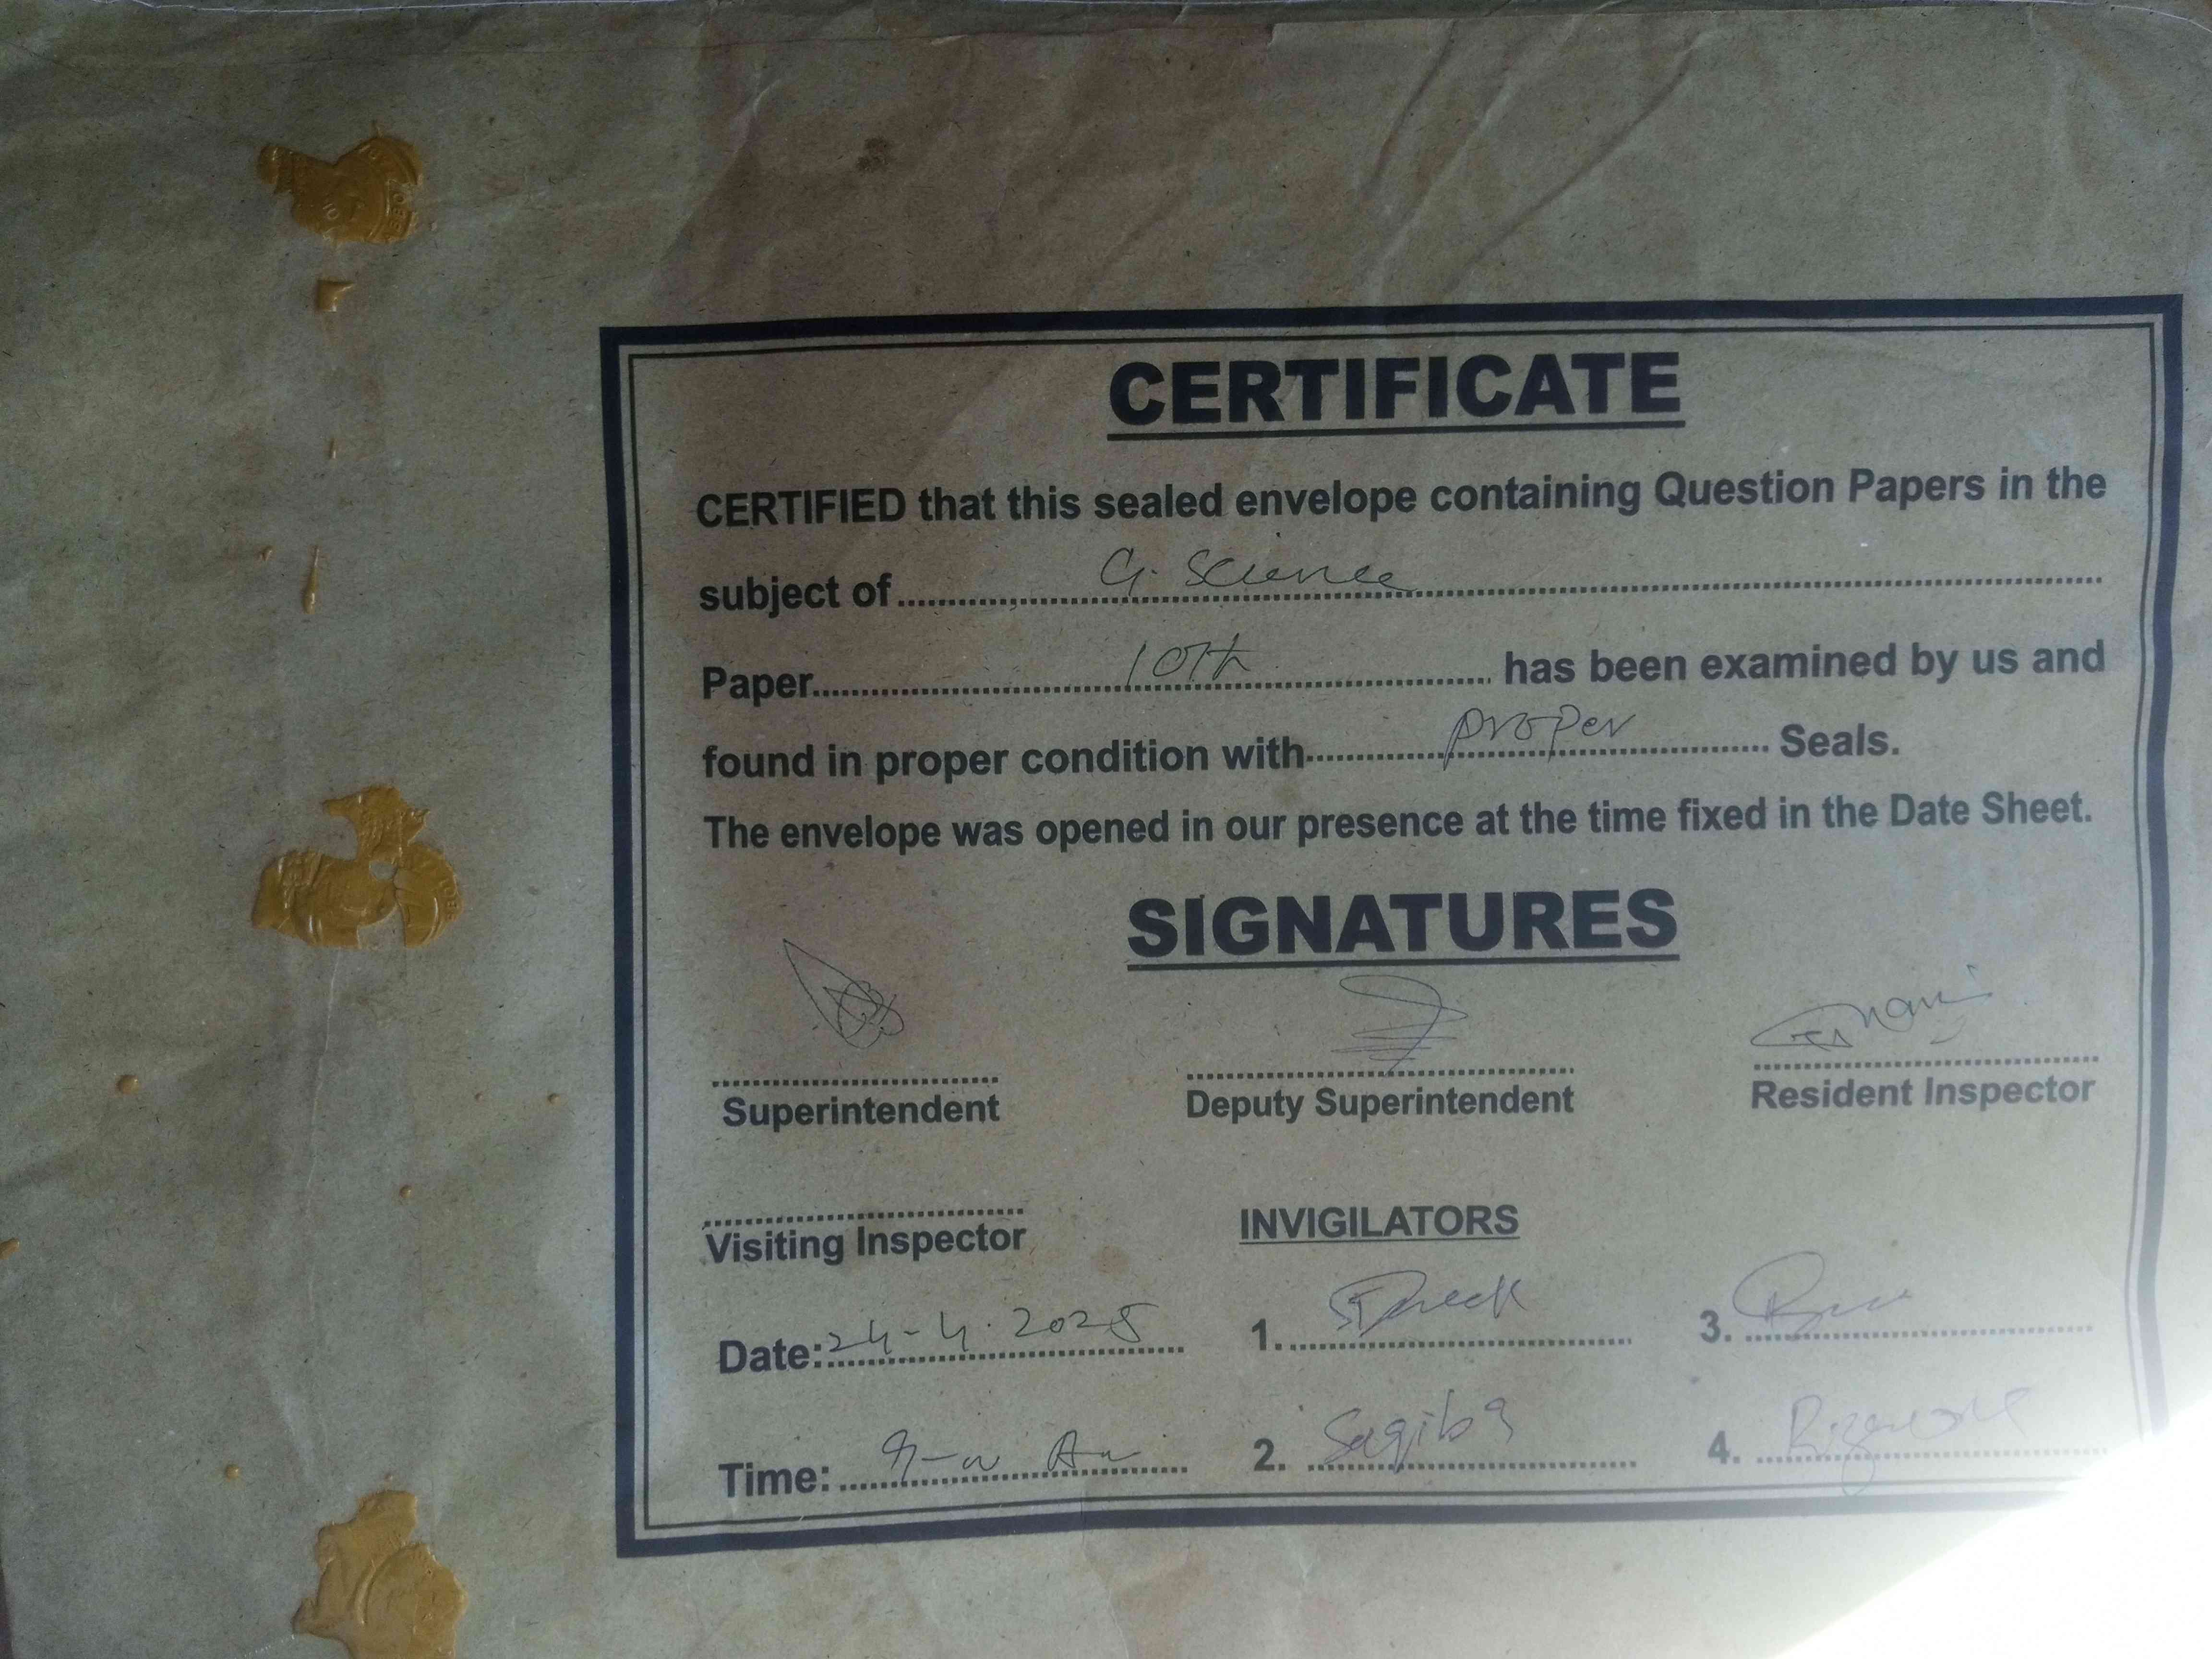 CERTIFICATE
CERTIFIED that this sealed envelope containing Question Papers in the
subject of G. Science
Paper 10th has been examined by us and
found in proper condition with proper Seals.
The envelope was opened in our presence at the time fixed in the Date Sheet.
SIGNATURES
Superintendent Deputy Superintendent Resident Inspector
Visiting Inspector INVIGILATORS
Date: 24-4-2025 1. 3.
Time: 2. Saqiba 4.